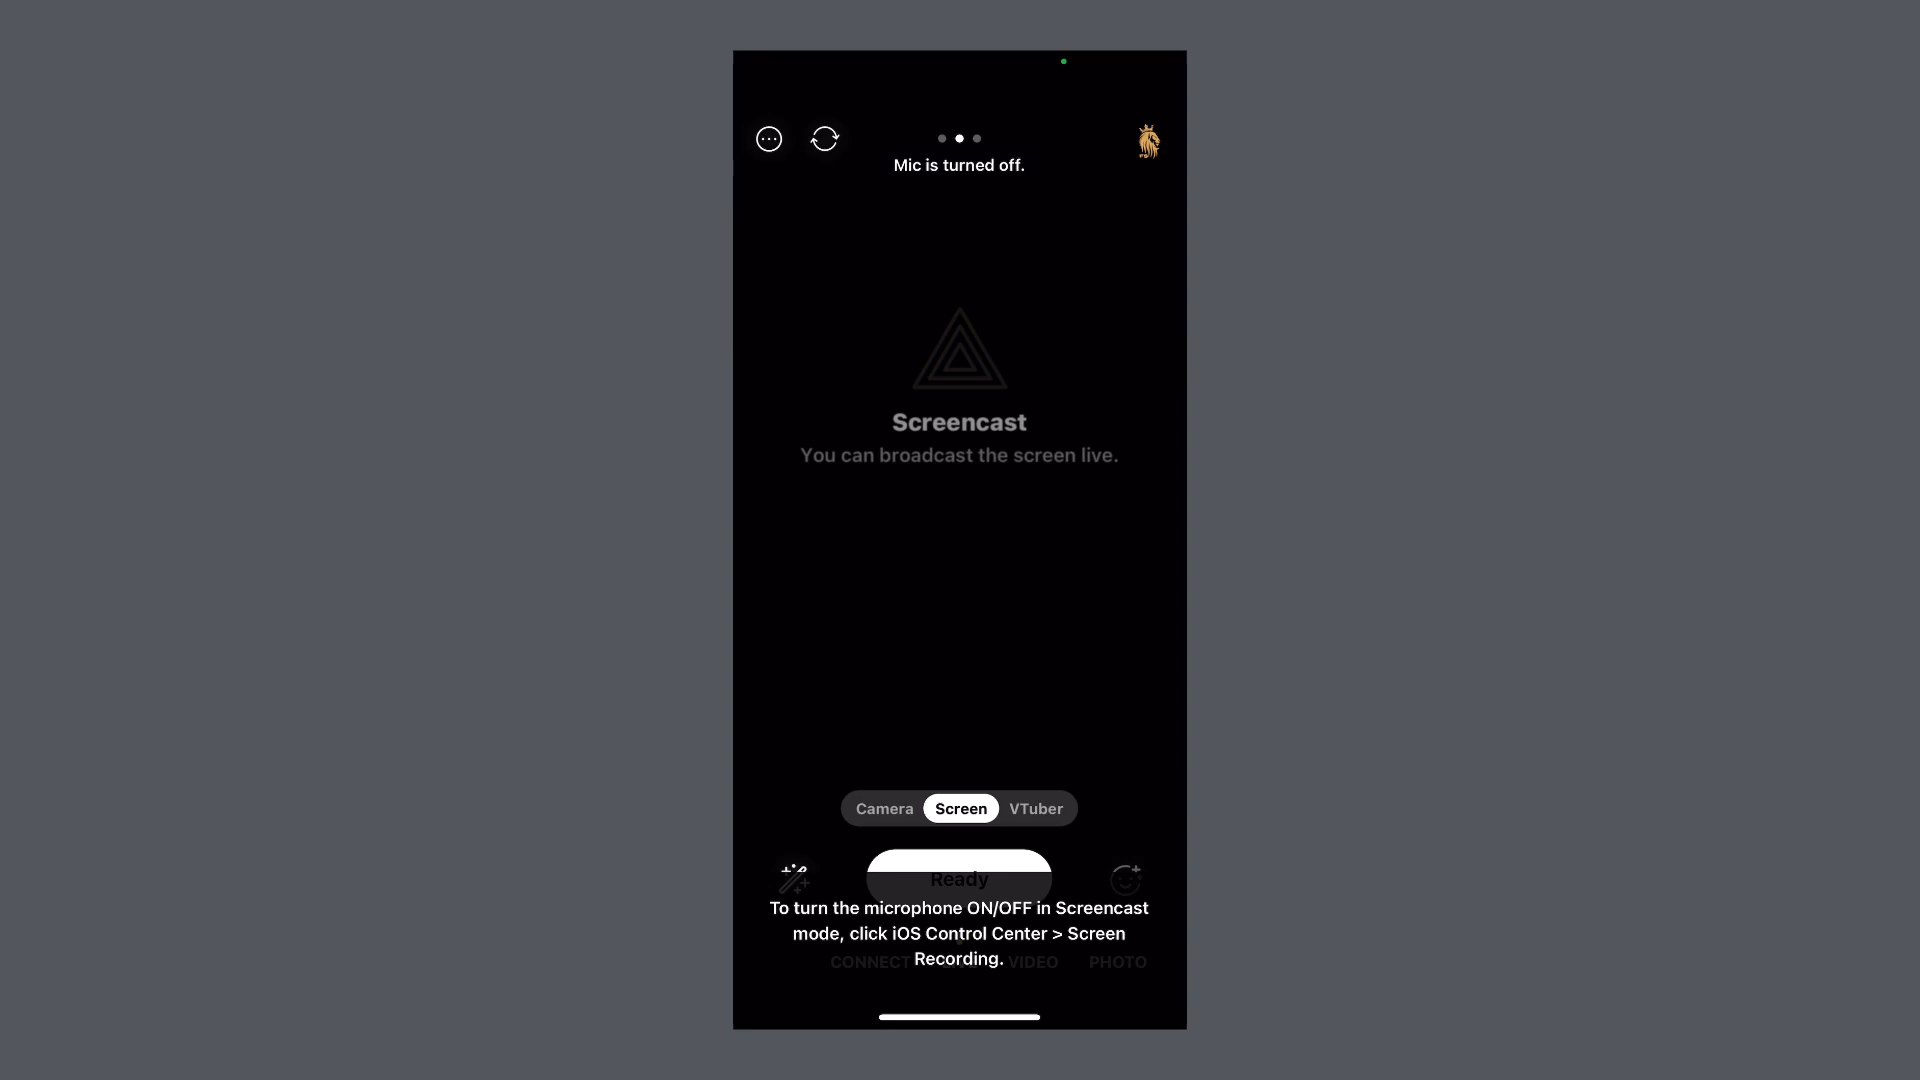 Mic is turned off.
Screencast
You can broadcast the screen live.
Camera Screen VTuber
Ready
To turn the microphone ON/OFF in Screencast
mode, click iOS Control Center > Screen
Recording.
CONNECT VIDEO PHOTO